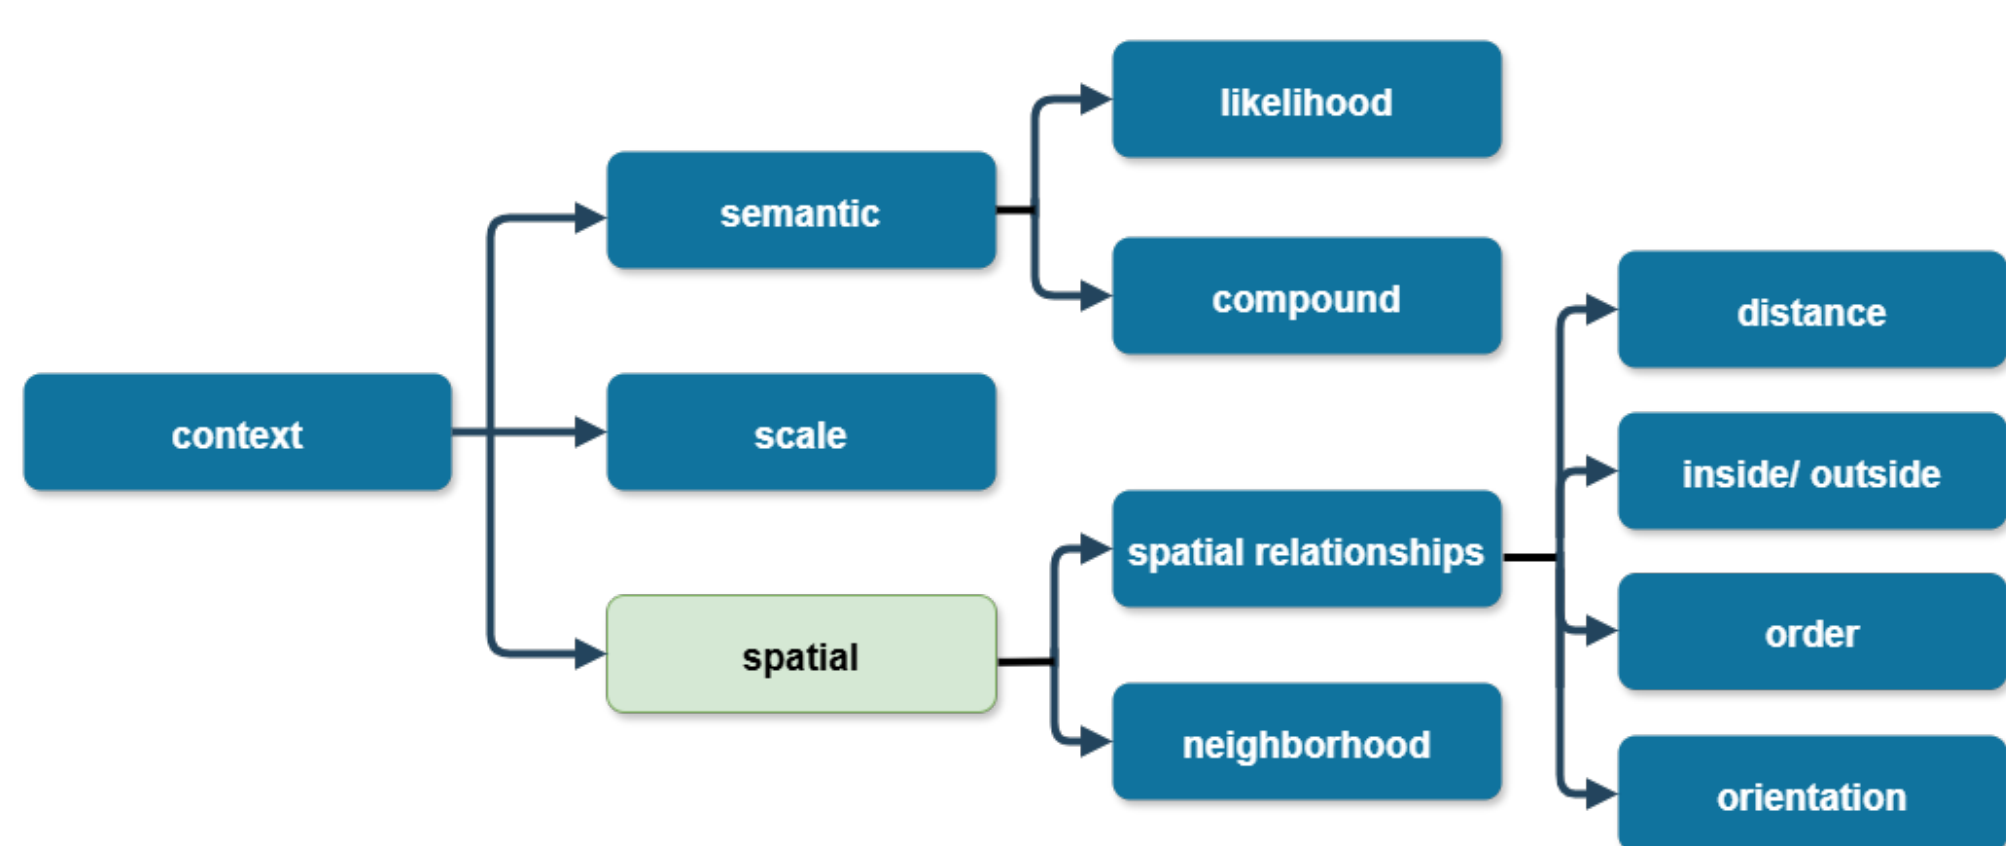 context
semantic
scale
spatial
likelihood
compound
spatial relationships
neighborhood
distance
inside/ outside
order
orientation